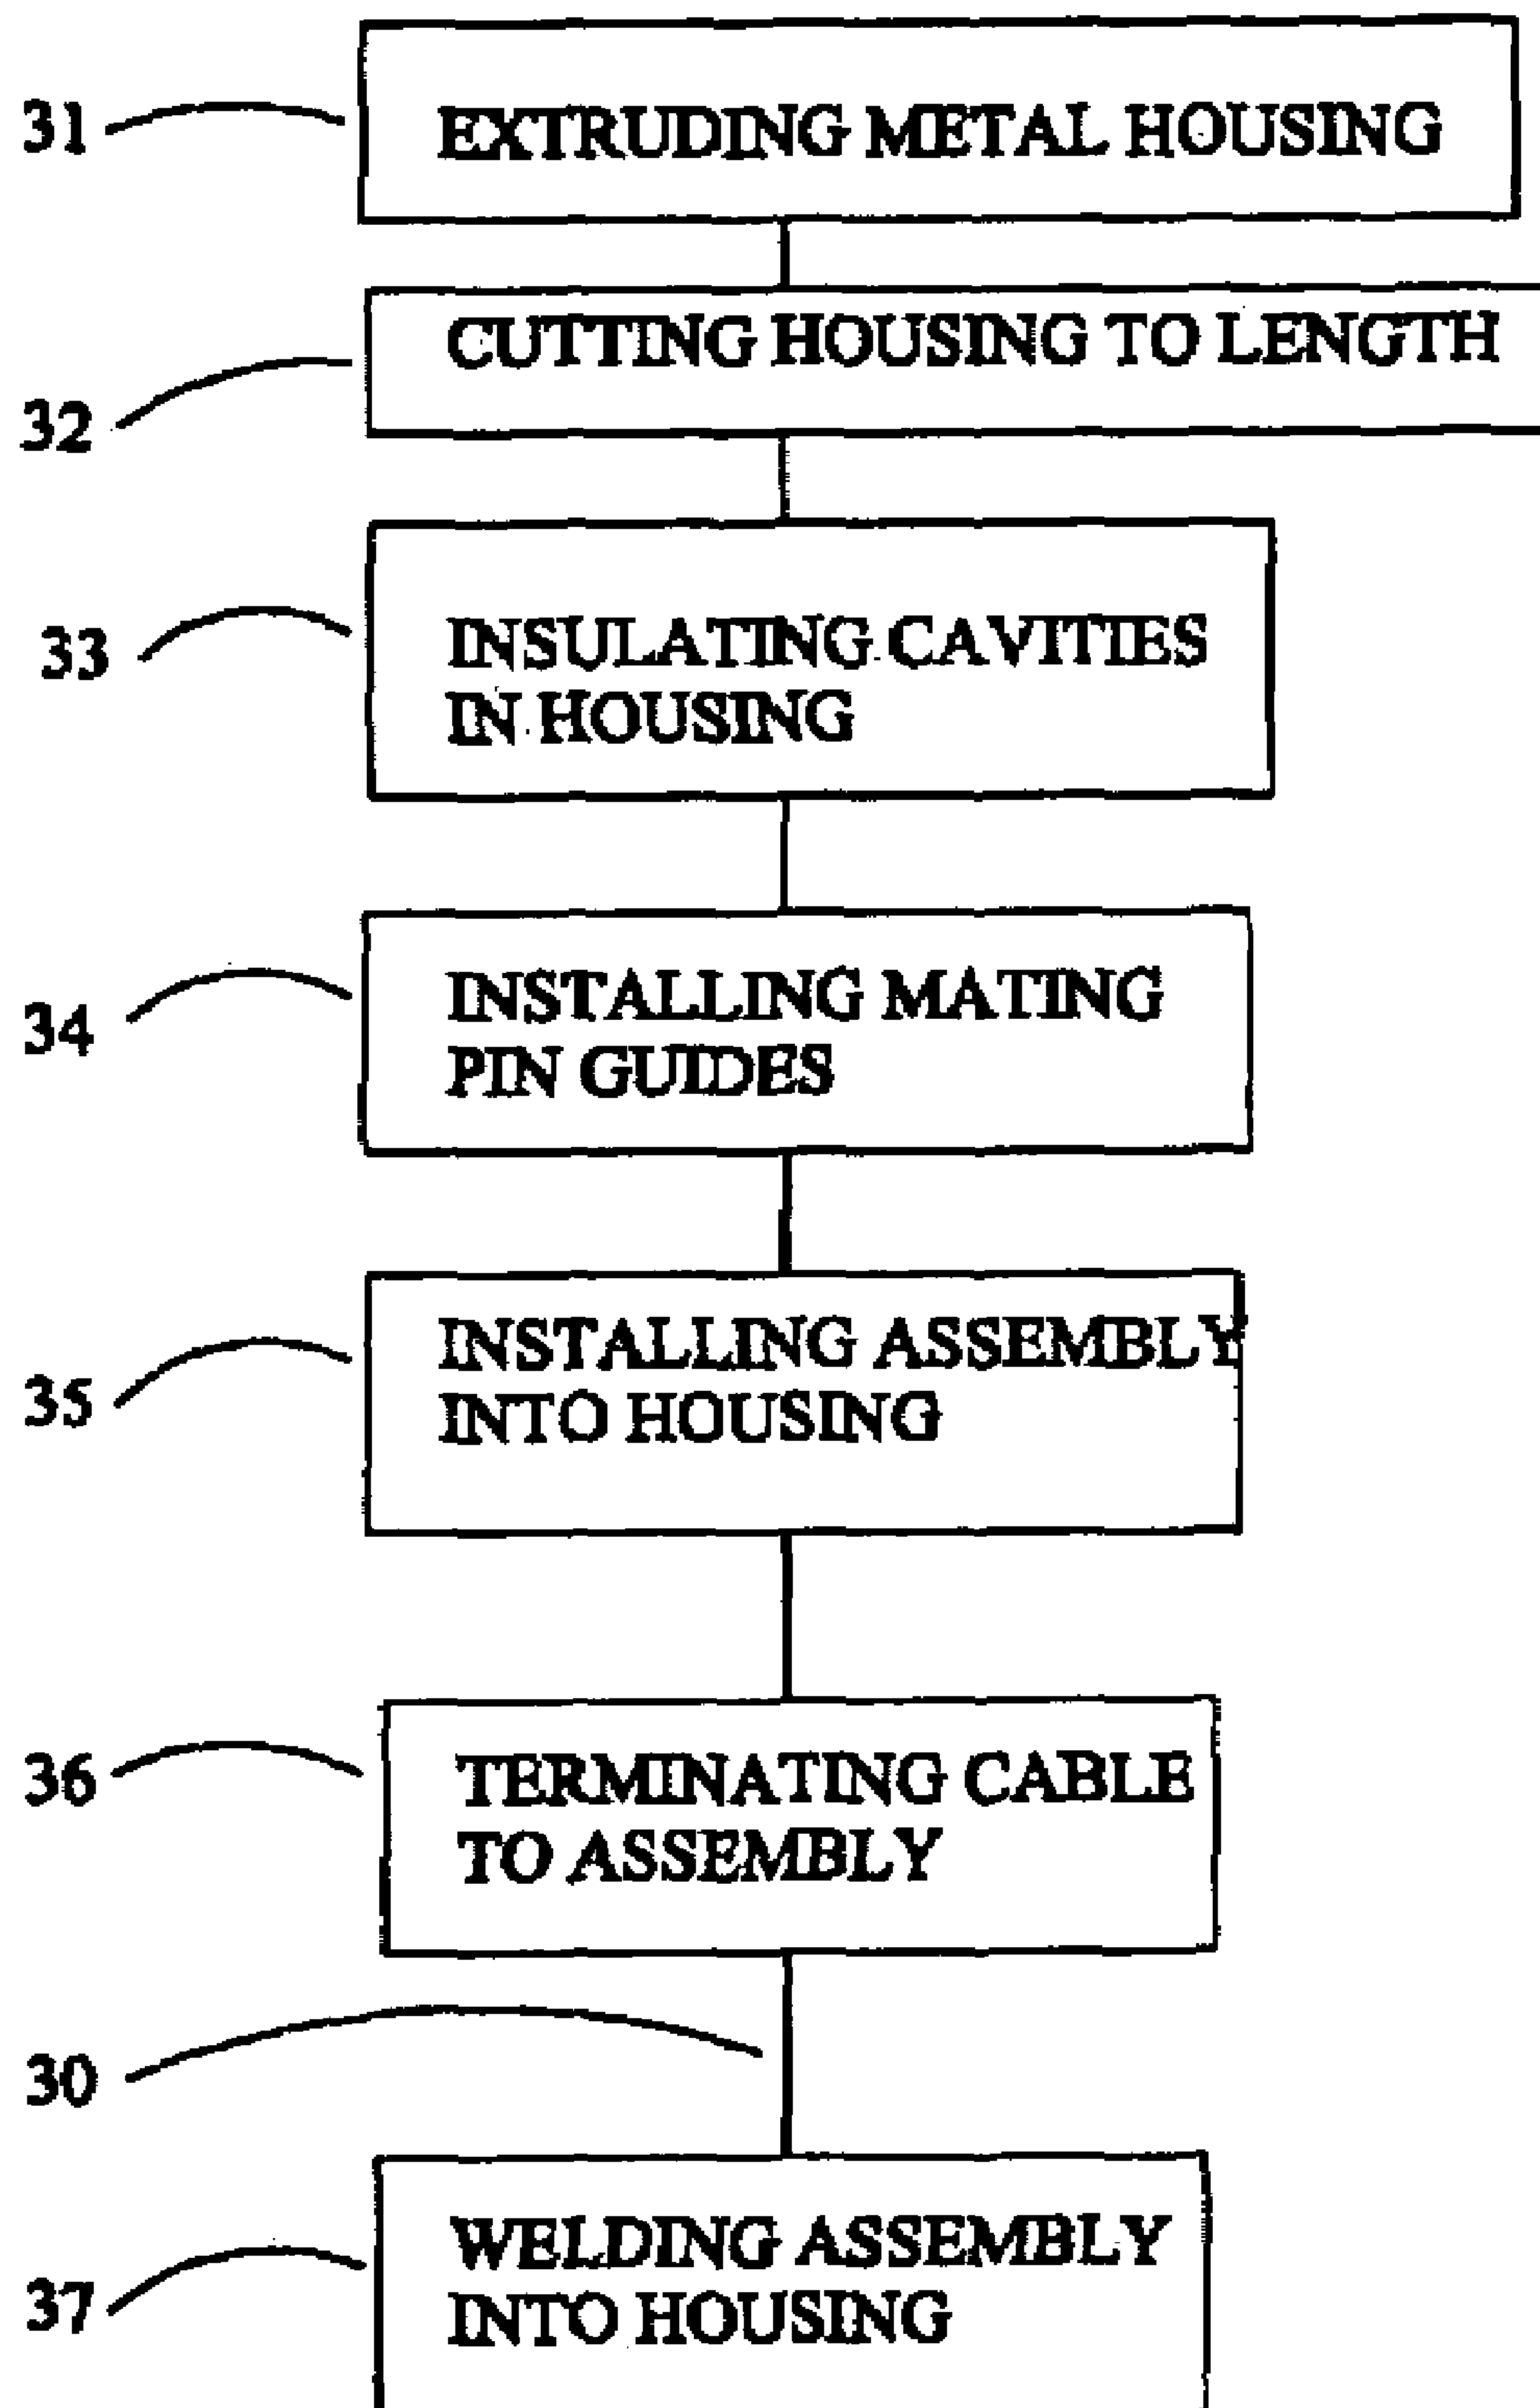 31
EXTRUDING METAL HOUSING
32
CUTTING HOUSING TO LENGTH
33
INSULATING CAVITIES
IN HOUSING
34
INSTALLING MATING
PIN GUIDES
35
INSTALLING ASSEMBLY
INTO HOUSING
36
TERMINATING CABLE
TO ASSEMBLY
30
37
WELDING ASSEMBLY
INTO HOUSING